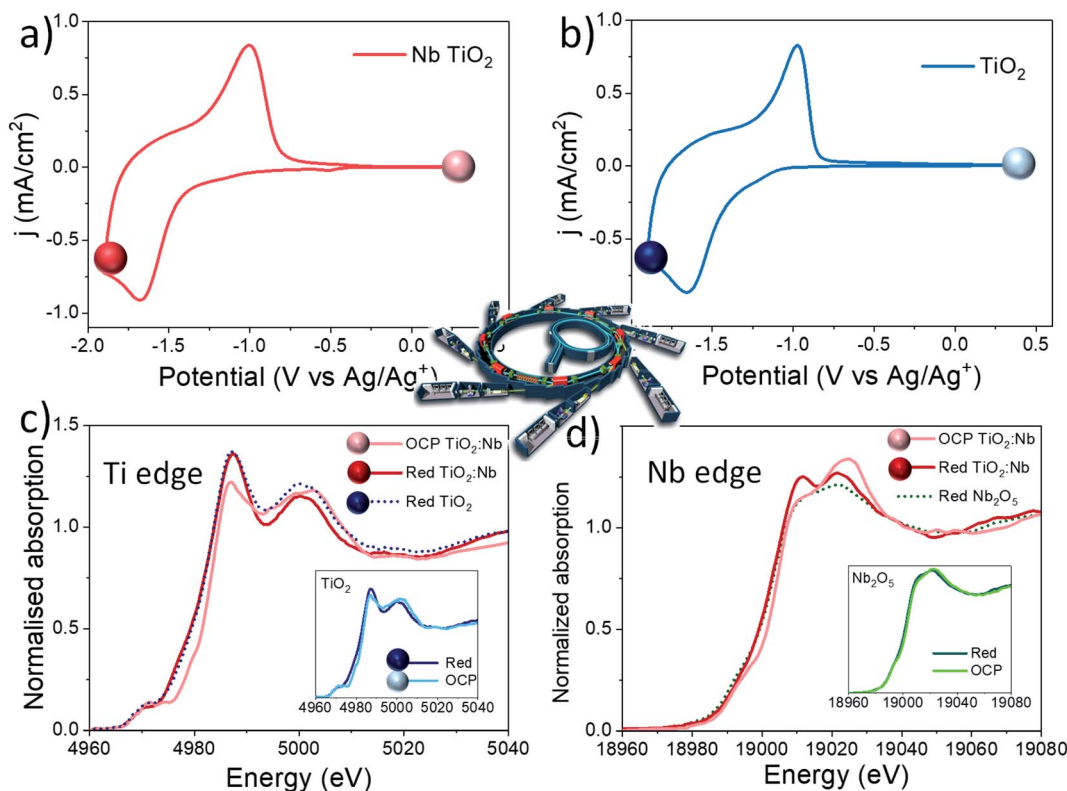 a)
Nb TiO₂
j (mA/cm²)
1.0
0.5
0.0
-0.5
-1.0
-2.0 -1.5 -1.0 -0.5 0.0
Potential (V vs Ag/Ag⁺)
b)
TiO₂
j (mA/cm²)
1.0
0.5
0.0
-0.5
-1.5 -1.0 -0.5 0.0 0.5
Potential (V vs Ag/Ag⁺)
c)
Ti edge
OCP TiO₂:Nb
Red TiO₂:Nb
Red TiO₂
Normalised absorption
1.5
1.0
0.5
0.0
4960 4980 5000 5020 5040
Energy (eV)
TiO₂
Red
OCP
4960 4980 5000 5020 5040
d)
Nb edge
OCP TiO₂:Nb
Red TiO₂:Nb
Red Nb₂O₅
Normalized absorption
1.5
1.0
0.5
0.0
18960 18980 19000 19020 19040 19060 19080
Energy (eV)
Nb₂O₅
Red
OCP
18960 19000 19040 19080